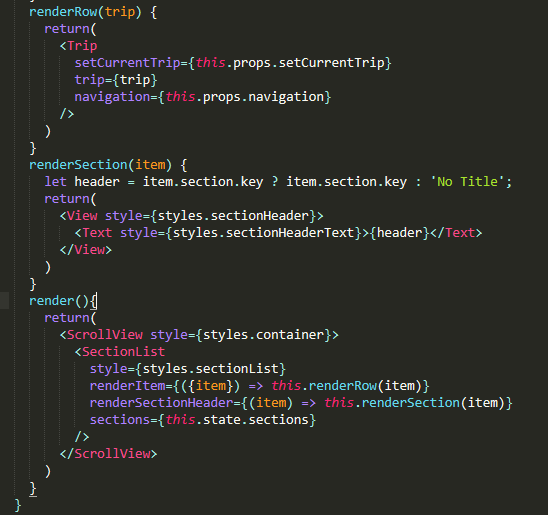 renderRow(trip) {
return(
<Trip
setCurrentTrip={this.props.setCurrentTrip}
trip={trip}
navigation={this.props.navigation}
/>
)
}
renderSection(item) {
let header = item.section.key ? item.section.key : 'No Title';
return(
<View style={styles.sectionHeader}>
<Text style={styles.sectionHeaderText}>{header}</Text>
</View>
)
}
render(){
return(
<ScrollView style={styles.container}>
<SectionList
style={styles.sectionList}
renderItem={({item}) => this.renderRow(item)}
renderSectionHeader={(item) => this.renderSection(item)}
sections={this.state.sections}
/>
</ScrollView>
)
}
}